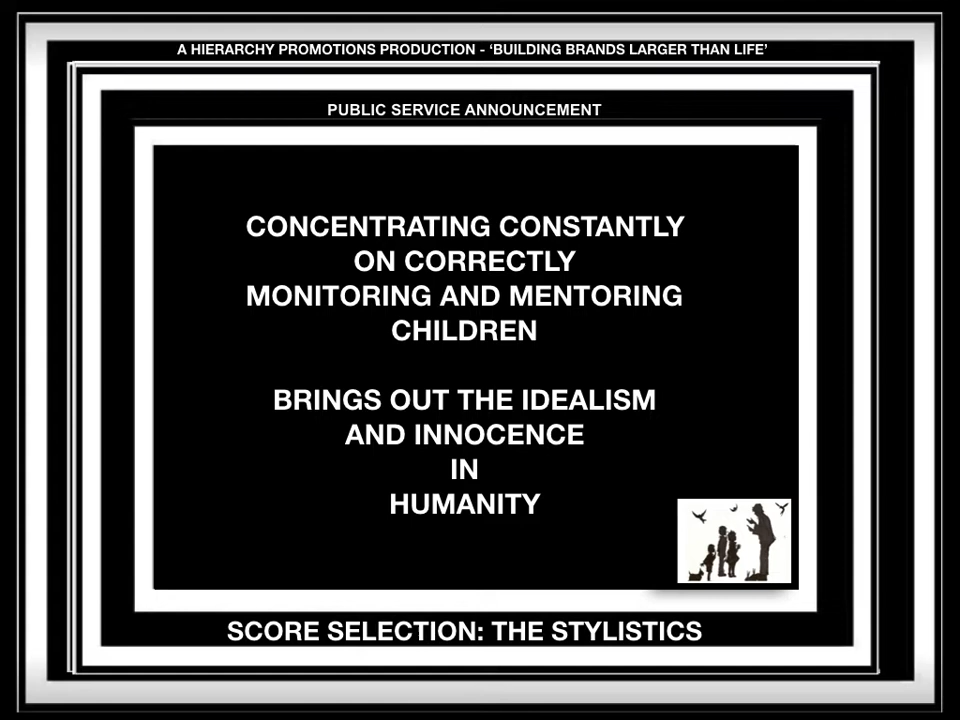 A HIERARCHY PROMOTIONS PRODUCTION - ‘BUILDING BRANDS LARGER THAN LIFE’
PUBLIC SERVICE ANNOUNCEMENT
CONCENTRATING CONSTANTLY
ON CORRECTLY
MONITORING AND MENTORING
CHILDREN
BRINGS OUT THE IDEALISM
AND INNOCENCE
IN
HUMANITY
SCORE SELECTION: THE STYLISTICS